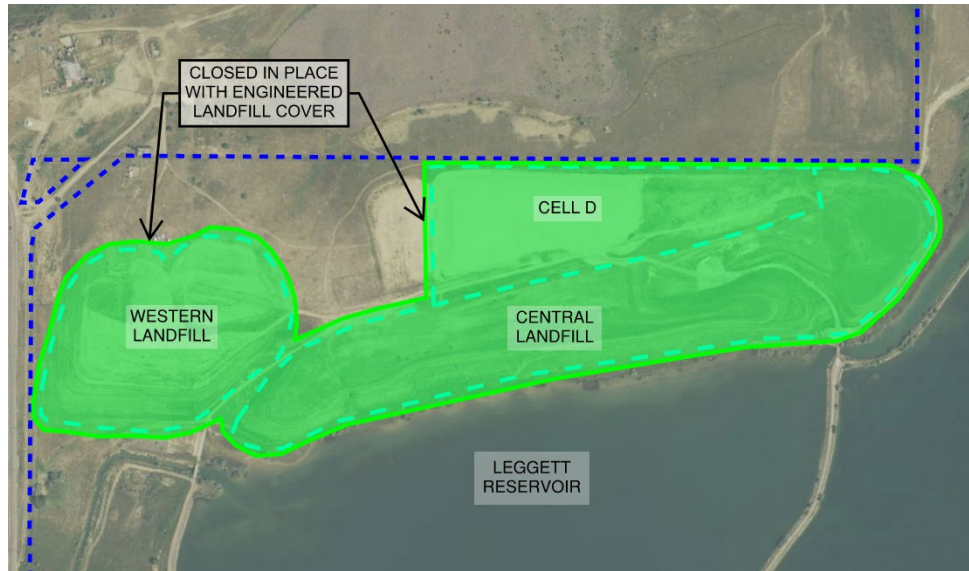 CLOSED IN PLACE
WITH ENGINEERED
LANDFILL COVER
CELL D
WESTERN
LANDFILL
CENTRAL
LANDFILL
LEGGETT
RESERVOIR